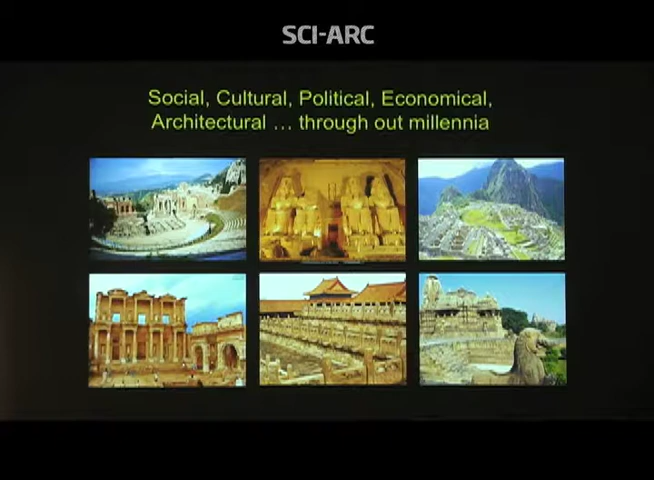 SCI-ARC
Social, Cultural, Political, Economical,
Architectural ... through out millennia